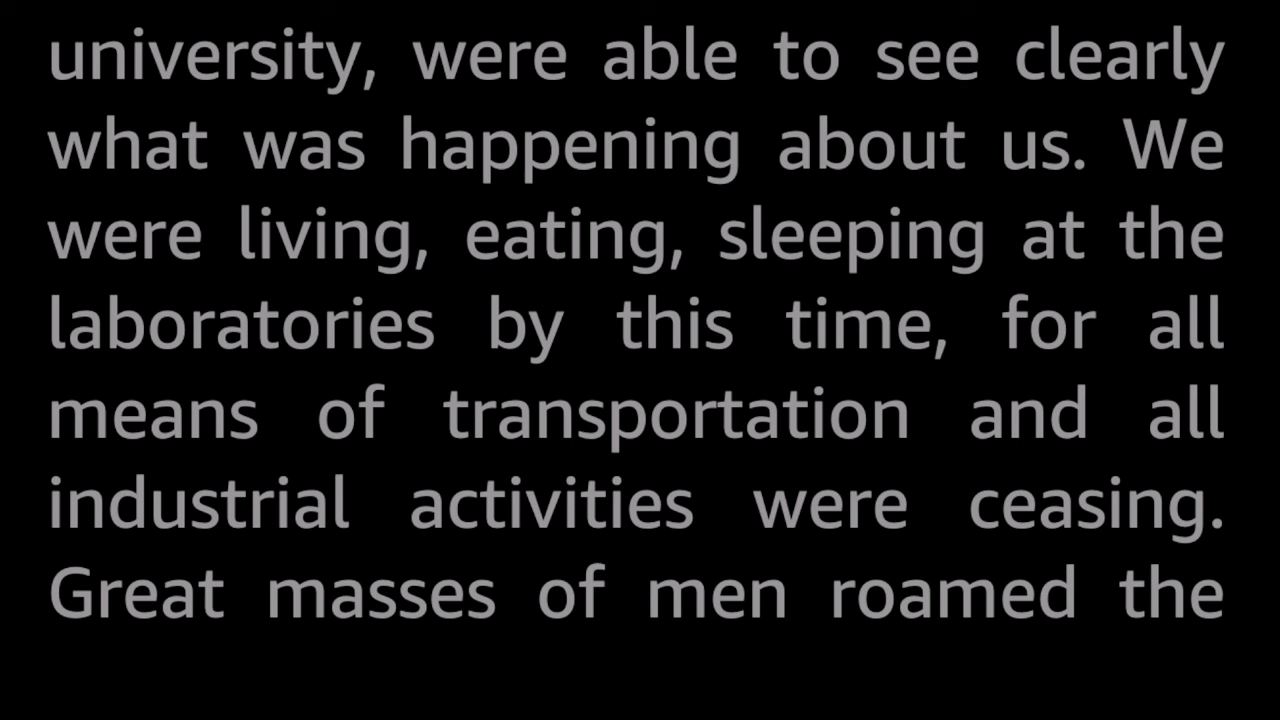 university, were able to see clearly
what was happening about us. We
were living, eating, sleeping at the
laboratories by this time, for all
means of transportation and all
industrial activities were ceasing.
Great masses of men roamed the